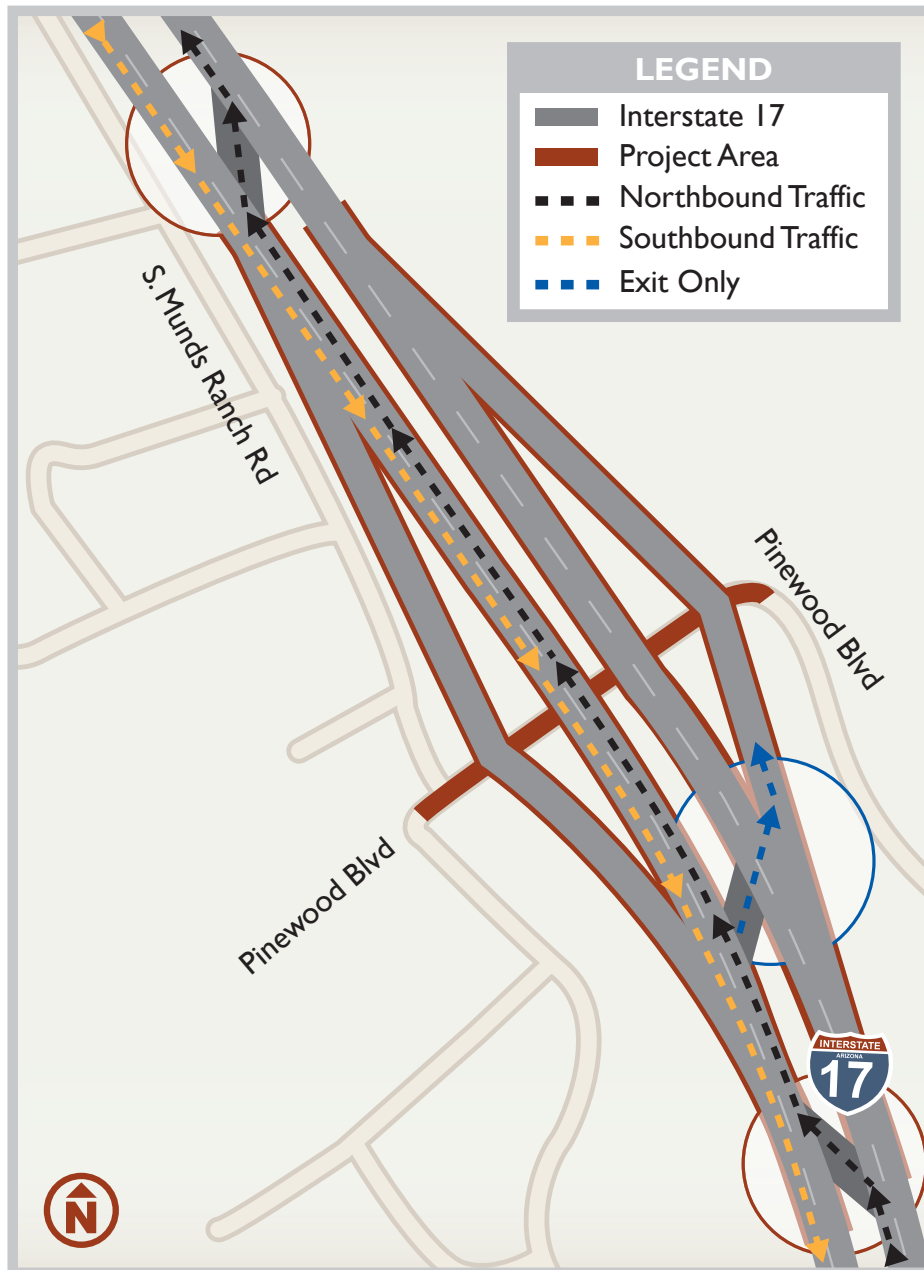 LEGEND
Interstate 17
Project Area
Northbound Traffic
Southbound Traffic
Exit Only
S. Munds Ranch Rd
Pinewood Blvd
Pinewood Blvd
INTERSTATE
ARIZONA
17
N